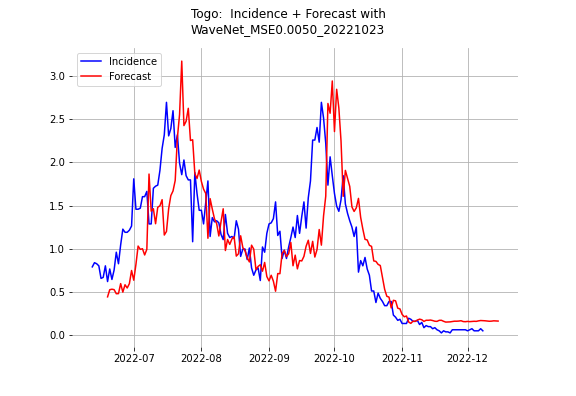 Togo:  Incidence + Forecast with
WaveNet_MSE0.0050_20221023
Incidence
Forecast
3.0
2.5
2.0
1.5
1.0
0.5
0.0
2022-07 2022-08 2022-09 2022-10 2022-11 2022-12